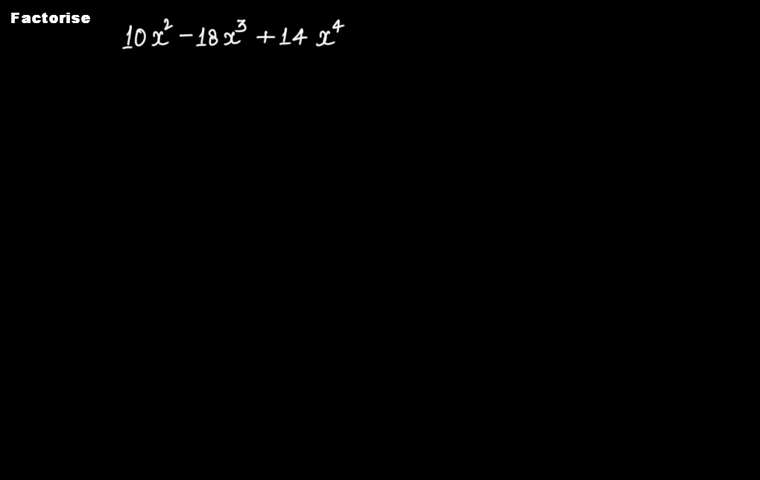 Factorise
10x² - 18x³ + 14x⁴